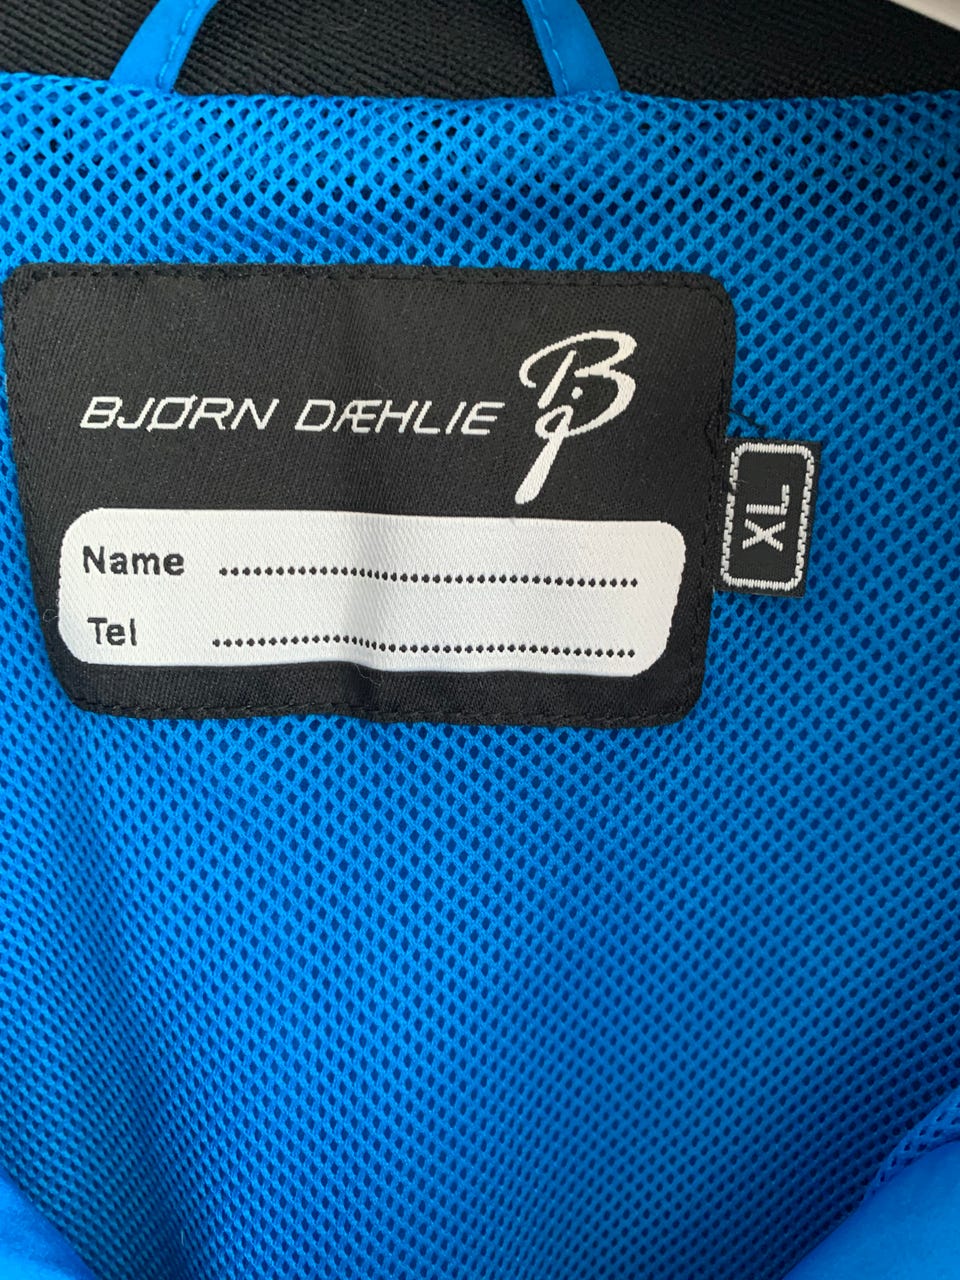 BJØRN DÆHLIE
XL
Name ........................................
Tel ........................................